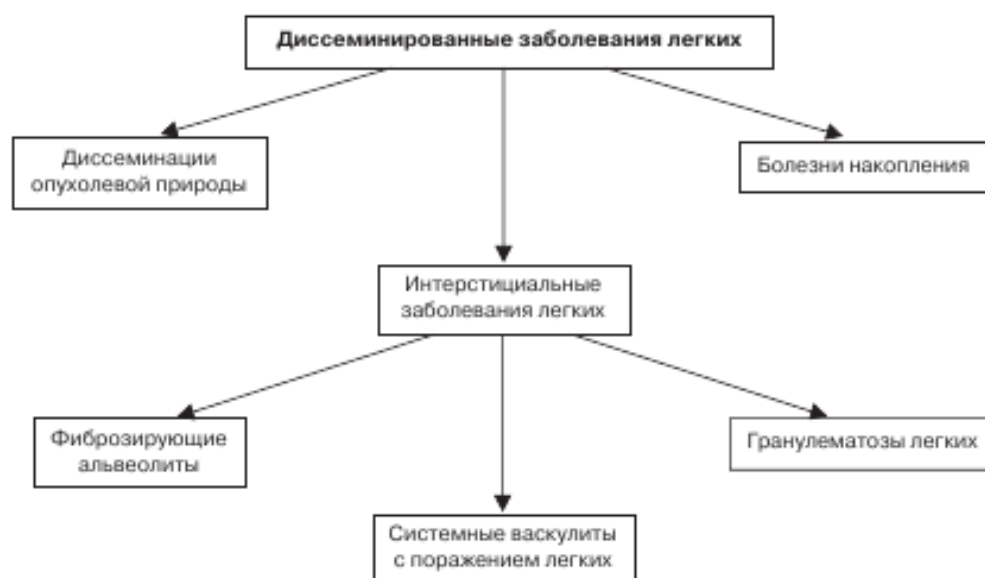 Диссеминированные заболевания легких
Диссеминации
опухолевой природы
Болезни накопления
Интерстициальные
заболевания легких
Фиброзирующие
альвеолиты
Гранулематозы легких
Системные васкулиты
с поражением легких